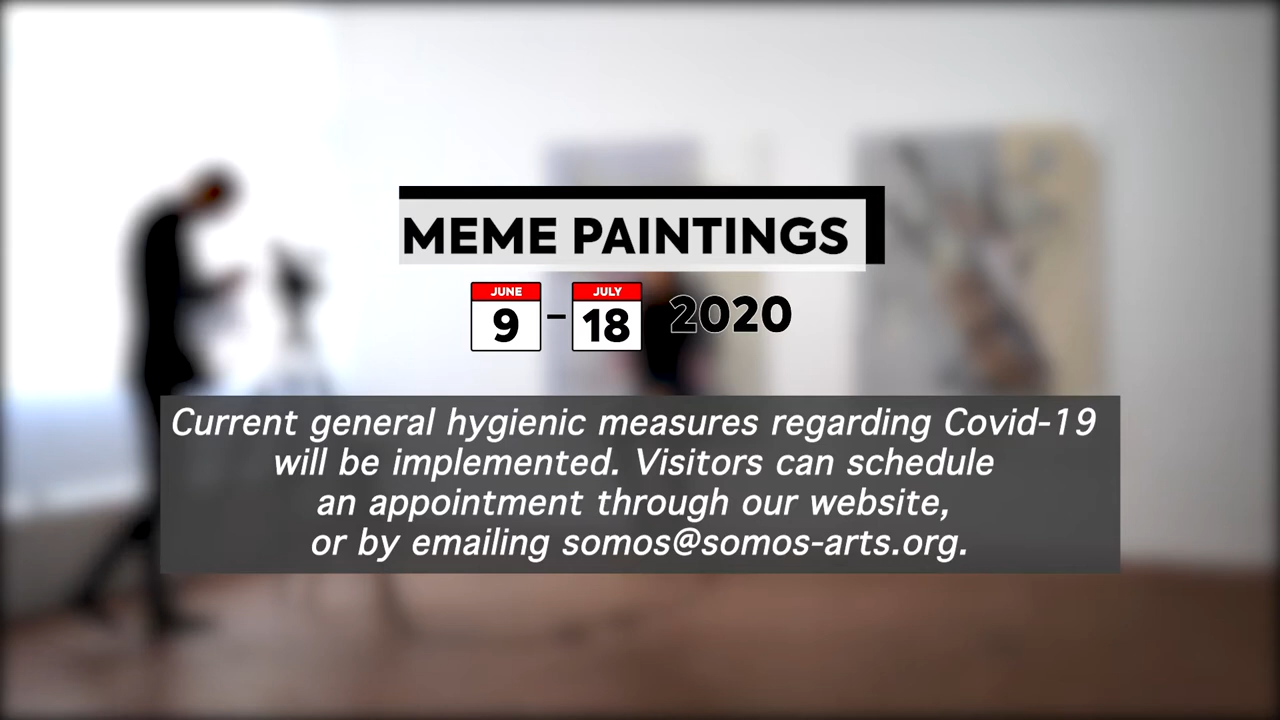 MEME PAINTINGS
JUNE JULY
9 – 18 2020
Current general hygienic measures regarding Covid-19
will be implemented. Visitors can schedule
an appointment through our website,
or by emailing somos@somos-arts.org.